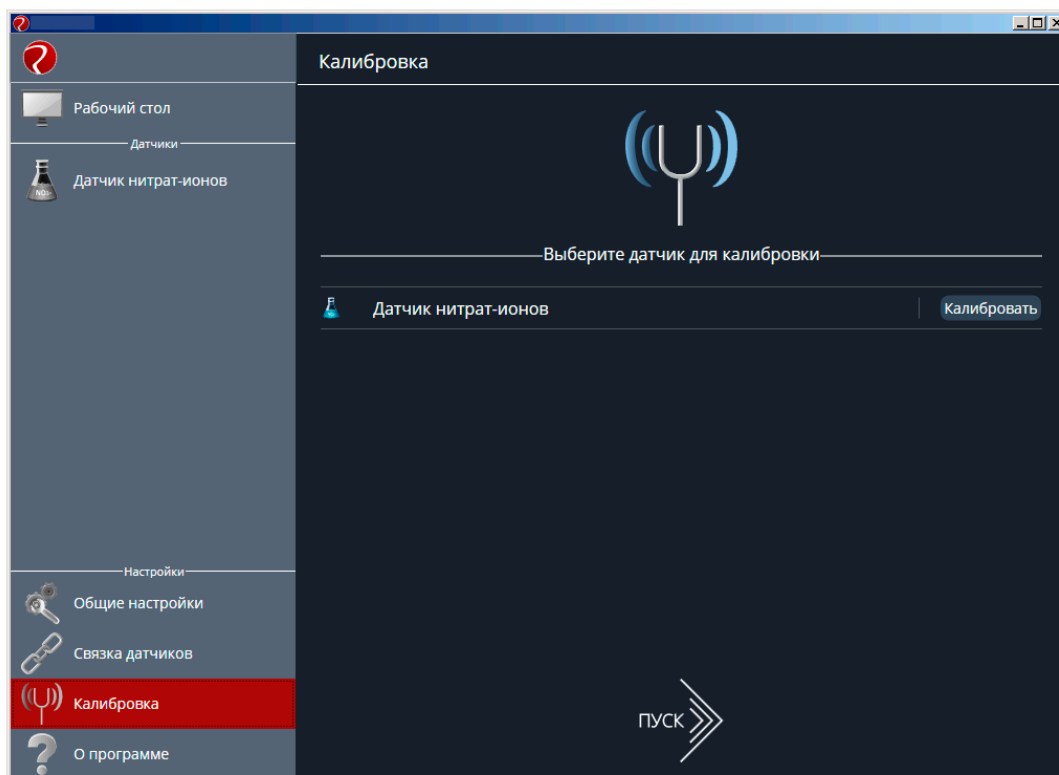 Калибровка
Рабочий стол
Датчики
Датчик нитрат-ионов
Выберите датчик для калибровки
Датчик нитрат-ионов
Калибровать
Настройки
Общие настройки
Связка датчиков
Калибровка
О программе
ПУСК